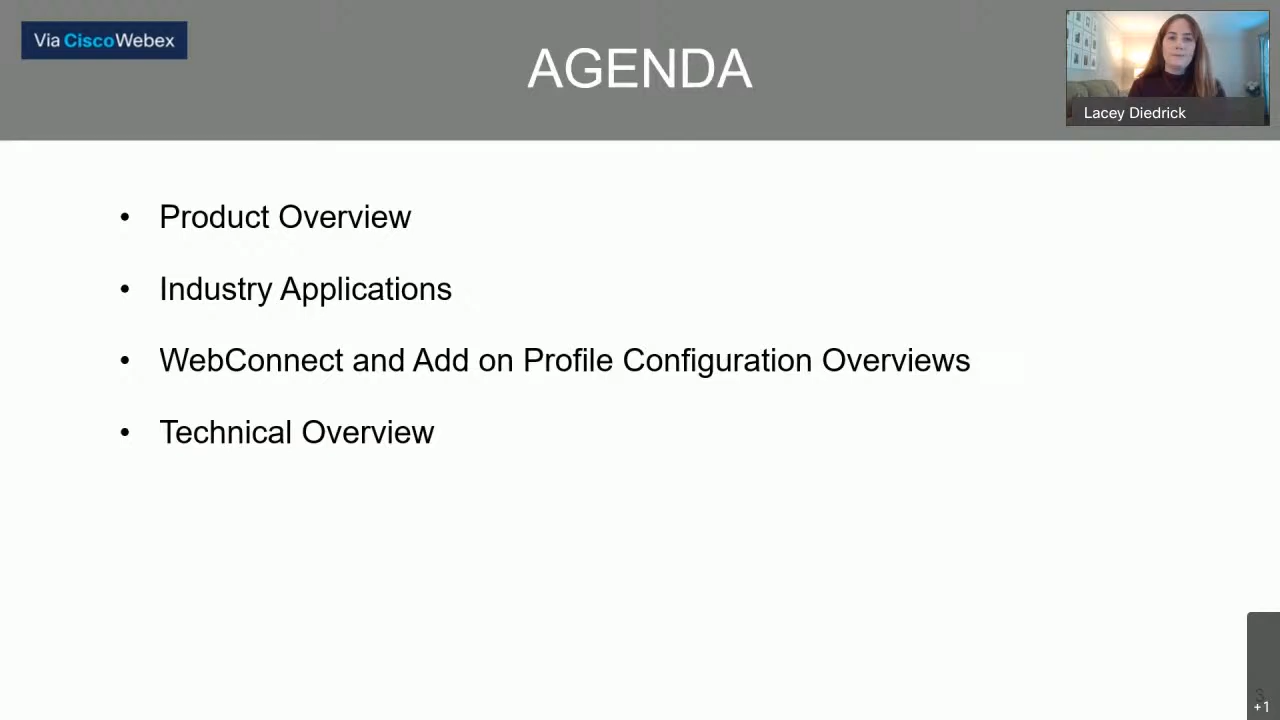 Via CiscoWebex
AGENDA
Lacey Diedrick
• Product Overview
• Industry Applications
• WebConnect and Add on Profile Configuration Overviews
• Technical Overview
3
+1